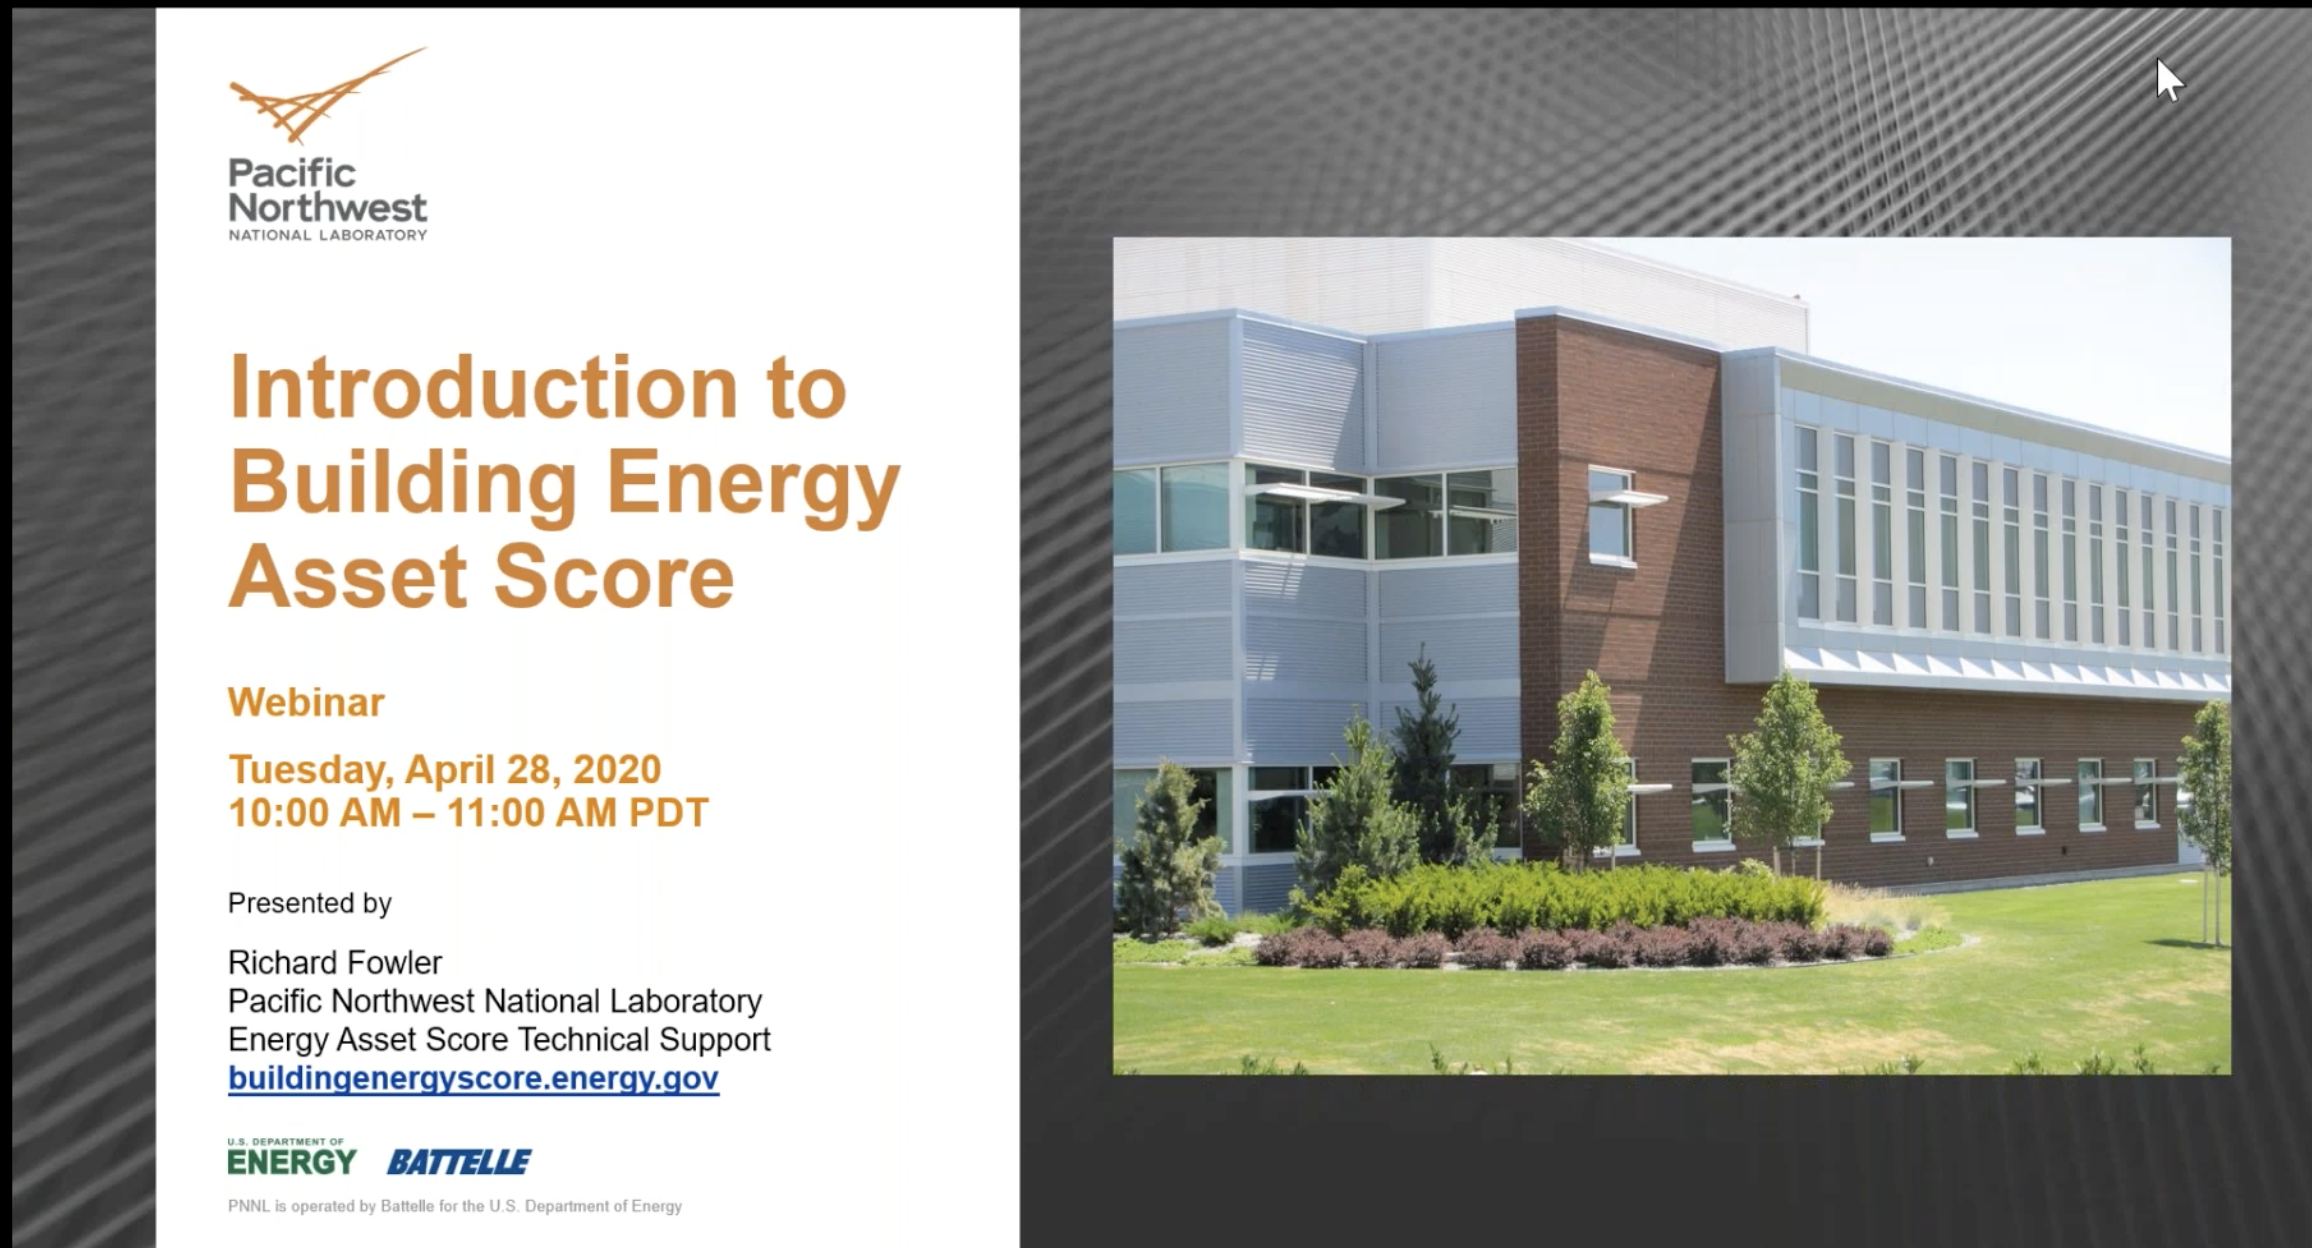 Pacific
Northwest
NATIONAL LABORATORY
Introduction to
Building Energy
Asset Score
Webinar
Tuesday, April 28, 2020
10:00 AM – 11:00 AM PDT
Presented by
Richard Fowler
Pacific Northwest National Laboratory
Energy Asset Score Technical Support
buildingenergyscore.energy.gov
U.S. DEPARTMENT OF
ENERGY BATTELLE
PNNL is operated by Battelle for the U.S. Department of Energy